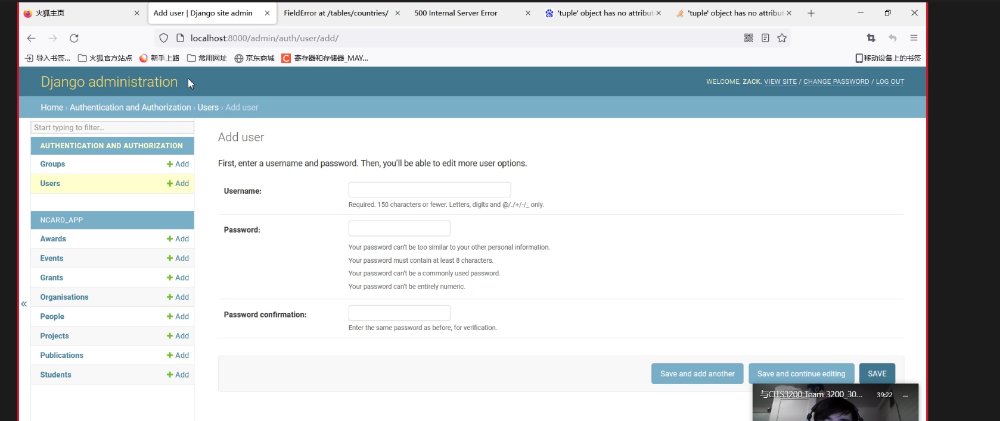 火狐主页
Add user | Django site admin
FieldError at /tables/countries/
500 Internal Server Error
'tuple' object has no attribut
'tuple' object has no attribut
localhost:8000/admin/auth/user/add/
导入书签...
火狐官方站点
新手上路
常用网址
京东商城
C 寄存器和存储器_MAY...
移动设备上的书签
Django administration
WELCOME, ZACK. VIEW SITE / CHANGE PASSWORD / LOG OUT
Home › Authentication and Authorization › Users › Add user
Start typing to filter...
AUTHENTICATION AND AUTHORIZATION
Groups + Add
Users + Add
NCARD_APP
Awards + Add
Events + Add
Grants + Add
Organisations + Add
People + Add
Projects + Add
Publications + Add
Students + Add
«
Add user
First, enter a username and password. Then, you'll be able to edit more user options.
Username:
Required. 150 characters or fewer. Letters, digits and @/./+/-/_ only.
Password:
Your password can't be too similar to your other personal information.
Your password must contain at least 8 characters.
Your password can't be a commonly used password.
Your password can't be entirely numeric.
Password confirmation:
Enter the same password as before, for verification.
Save and add another
Save and continue editing
SAVE
与CITS3200 Team 3200_30... 39:22